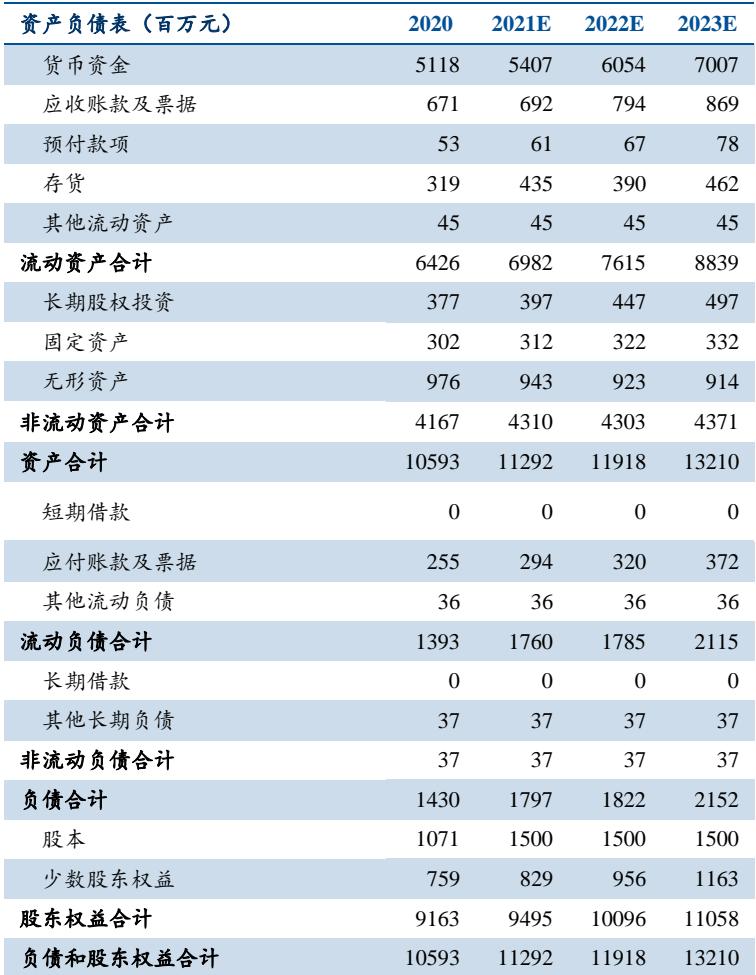 资产负债表（百万元） 2020 2021E 2022E 2023E
货币资金 5118 5407 6054 7007
应收账款及票据 671 692 794 869
预付款项 53 61 67 78
存货 319 435 390 462
其他流动资产 45 45 45 45
流动资产合计 6426 6982 7615 8839
长期股权投资 377 397 447 497
固定资产 302 312 322 332
无形资产 976 943 923 914
非流动资产合计 4167 4310 4303 4371
资产合计 10593 11292 11918 13210
短期借款 0 0 0 0
应付账款及票据 255 294 320 372
其他流动负债 36 36 36 36
流动负债合计 1393 1760 1785 2115
长期借款 0 0 0 0
其他长期负债 37 37 37 37
非流动负债合计 37 37 37 37
负债合计 1430 1797 1822 2152
股本 1071 1500 1500 1500
少数股东权益 759 829 956 1163
股东权益合计 9163 9495 10096 11058
负债和股东权益合计 10593 11292 11918 13210